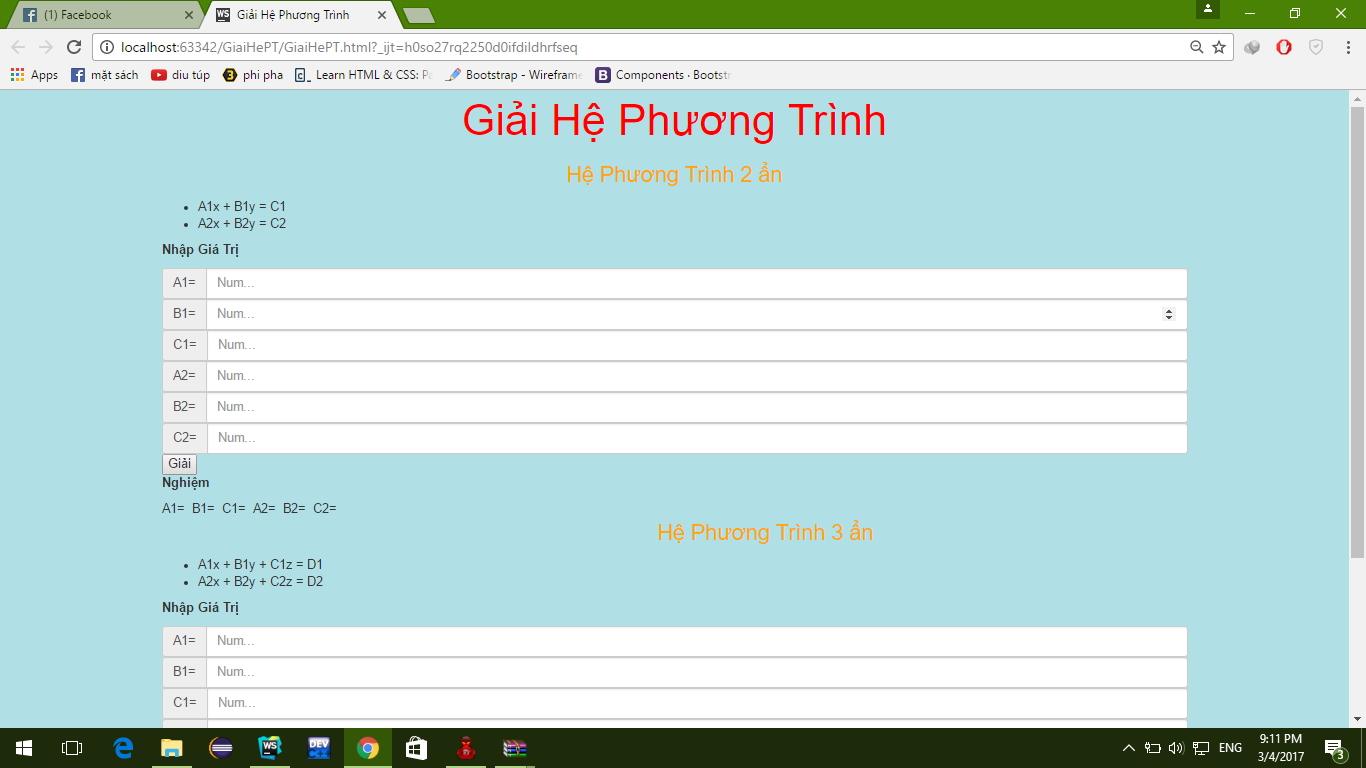 (1) Facebook
Giải Hệ Phương Trình
localhost:63342/GiaiHePT/GiaiHePT.html?_ijt=h0so27rq2250d0ifdildhrfseq
Apps mặt sách diu túp phi pha Learn HTML & CSS: Pa Bootstrap - Wireframe Components · Bootstr
Giải Hệ Phương Trình
Hệ Phương Trình 2 ẩn
A1x + B1y = C1
A2x + B2y = C2
Nhập Giá Trị
A1= Num...
B1= Num...
C1= Num...
A2= Num...
B2= Num...
C2= Num...
Giải
Nghiệm
A1= B1= C1= A2= B2= C2=
Hệ Phương Trình 3 ẩn
A1x + B1y + C1z = D1
A2x + B2y + C2z = D2
Nhập Giá Trị
A1= Num...
B1= Num...
C1= Num...
WS DEV ENG 9:11 PM
3/4/2017 3